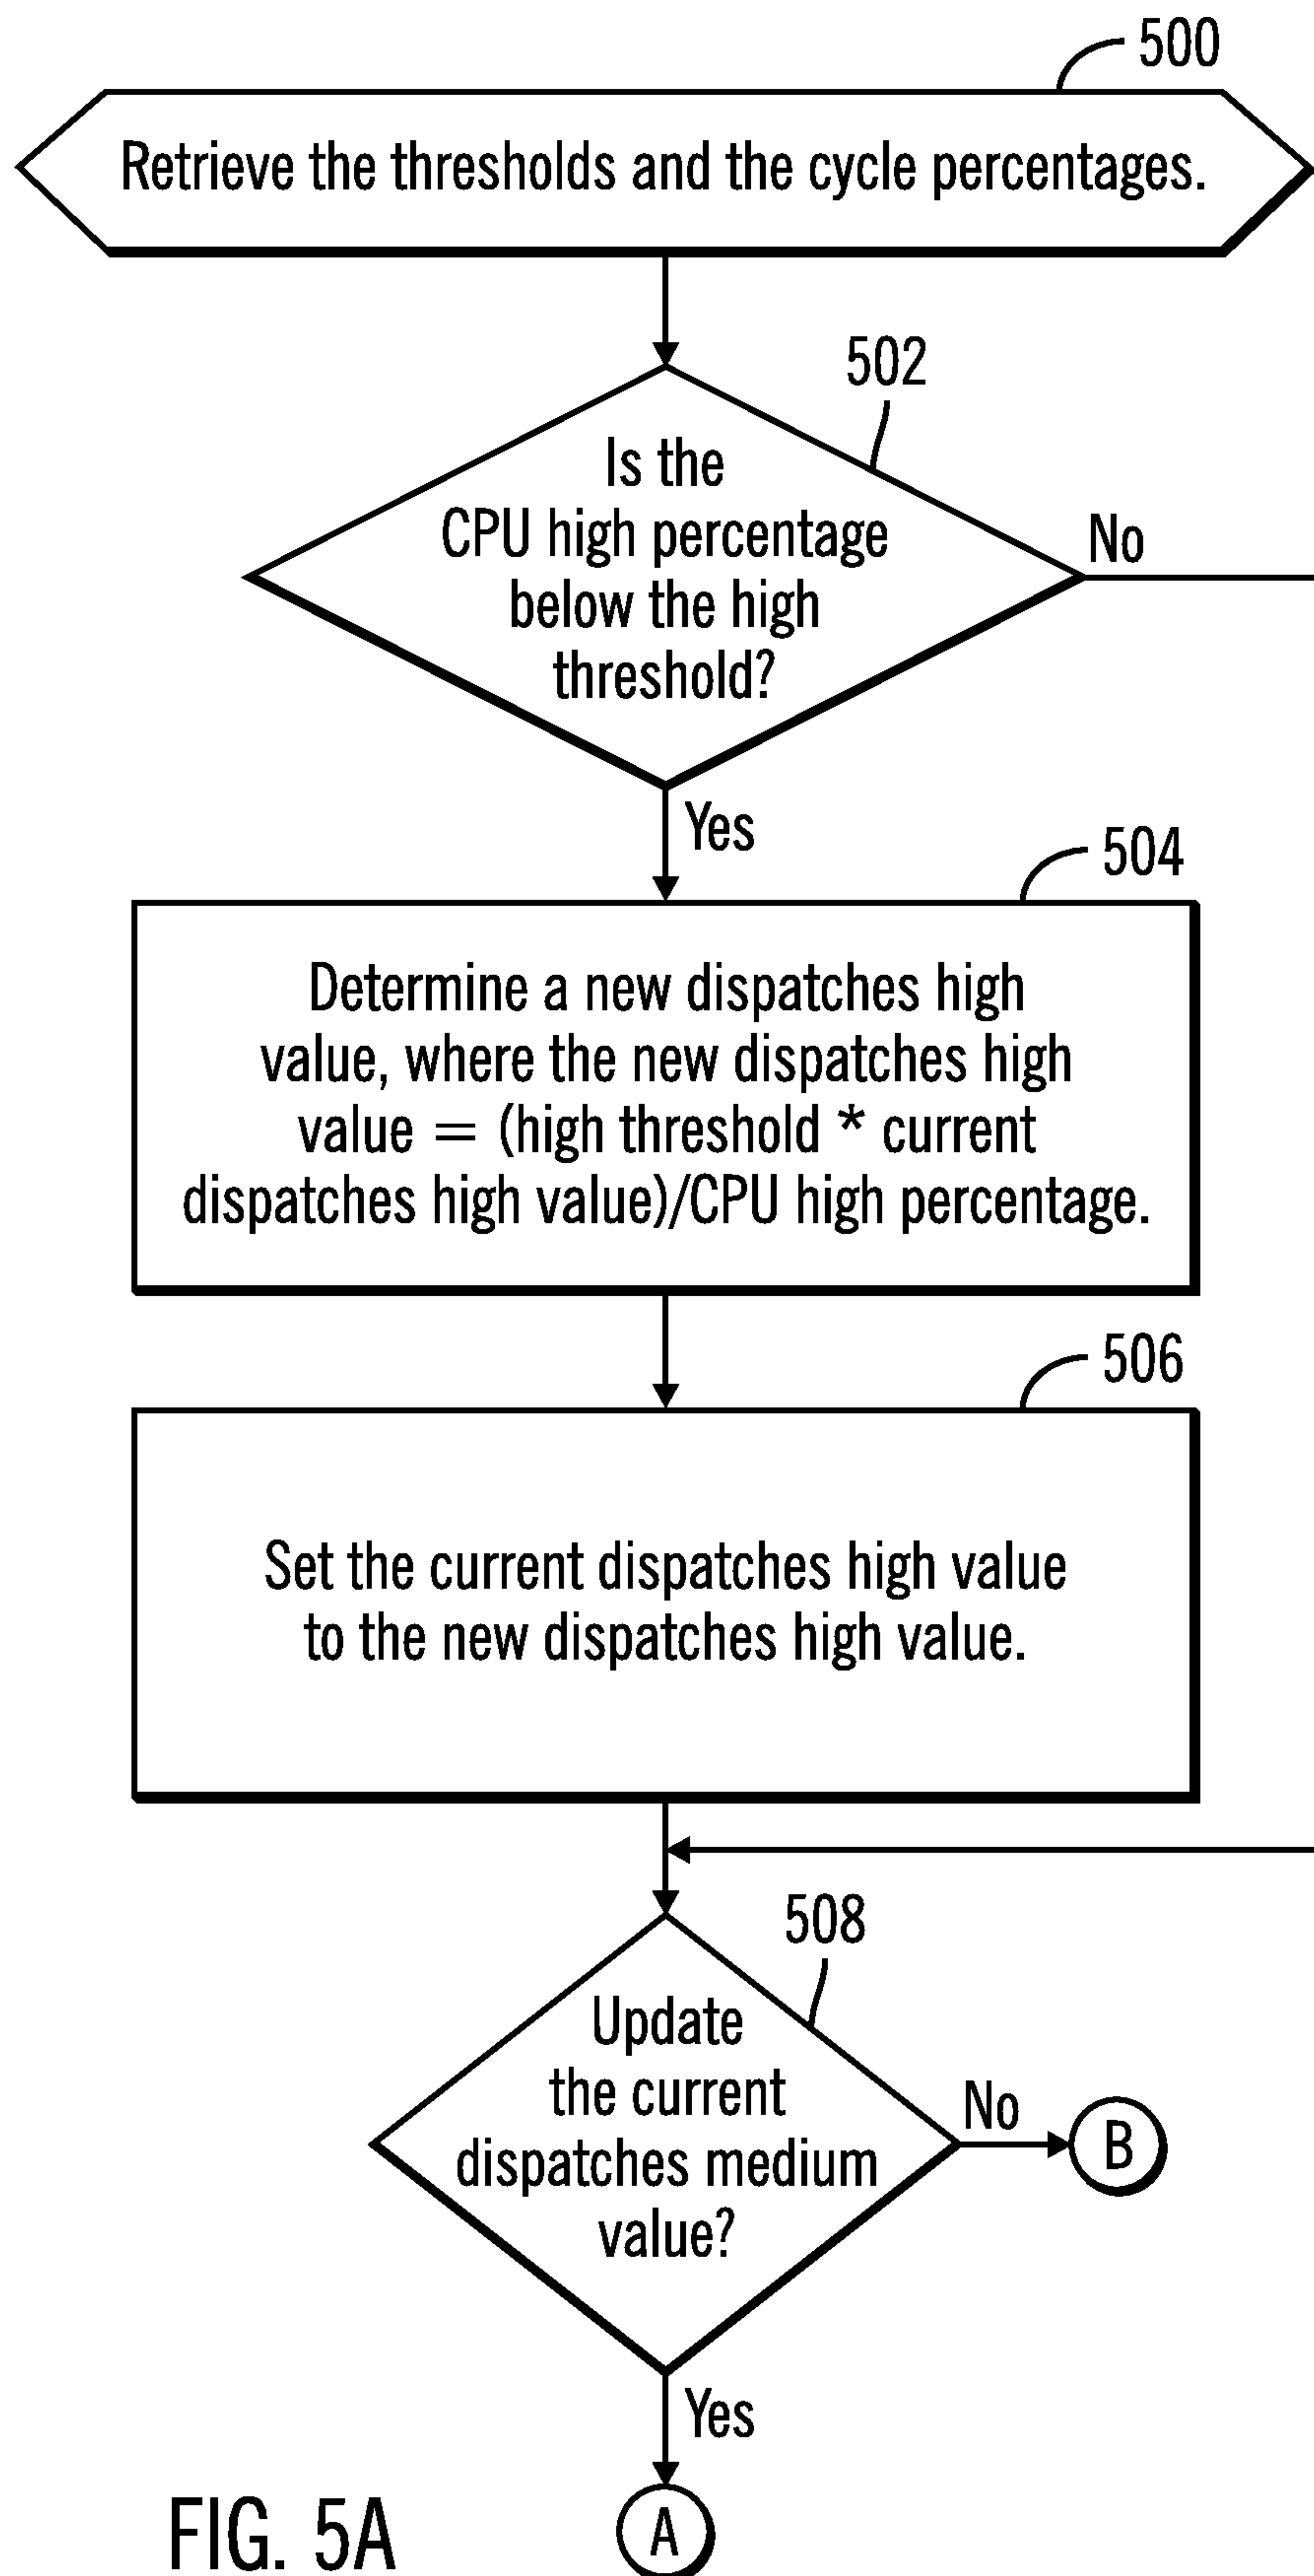 500
Retrieve the thresholds and the cycle percentages.
502
Is the
CPU high percentage
below the high
threshold?
No
Yes
504
Determine a new dispatches high
value, where the new dispatches high
value = (high threshold * current
dispatches high value)/CPU high percentage.
506
Set the current dispatches high value
to the new dispatches high value.
508
Update
the current
dispatches medium
value?
No
B
Yes
A
FIG. 5A